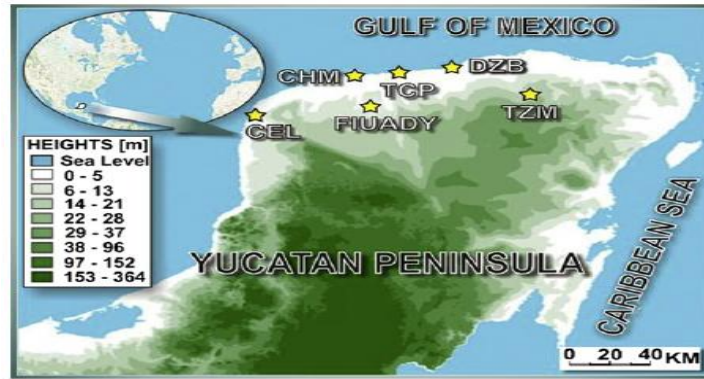 GULF OF MEXICO
CHM
TCP
DZB
CEL
FIUADY
TZM
HEIGHTS [m]
Sea Level
0 - 5
6 - 13
14 - 21
22 - 28
29 - 37
38 - 96
97 - 152
153 - 364
YUCATAN PENINSULA
CARIBBEAN SEA
0 20 40 KM